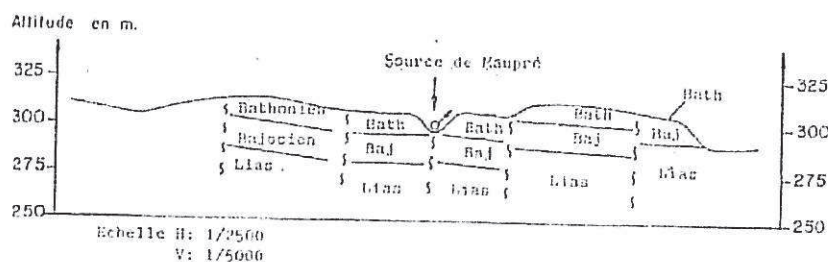 Altitude en m.
Source de Maupré
325
325
Bath
300
Bathonien
Bath
Bath
Bath
300
Bajocien
Baj
Baj
Baj
Baj
275
Lias
Lias
Lias
Lias
Lias
275
250
250
Echelle H: 1/2500
V: 1/5000